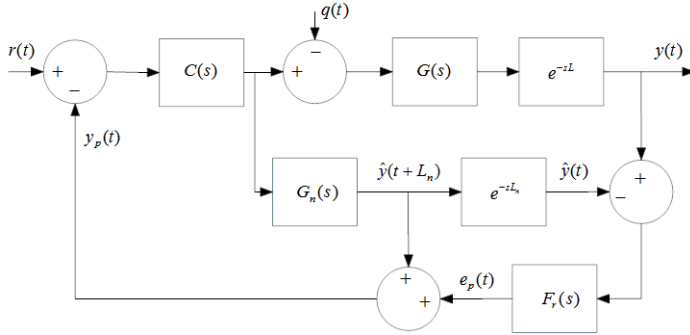 q(t)
r(t)
+
−
C(s)
+
−
G(s)
e^{-sL}
y(t)
y_p(t)
G_n(s)
ŷ(t + L_n)
e^{-sL_n}
ŷ(t)
+
−
+
+
e_p(t)
F_r(s)